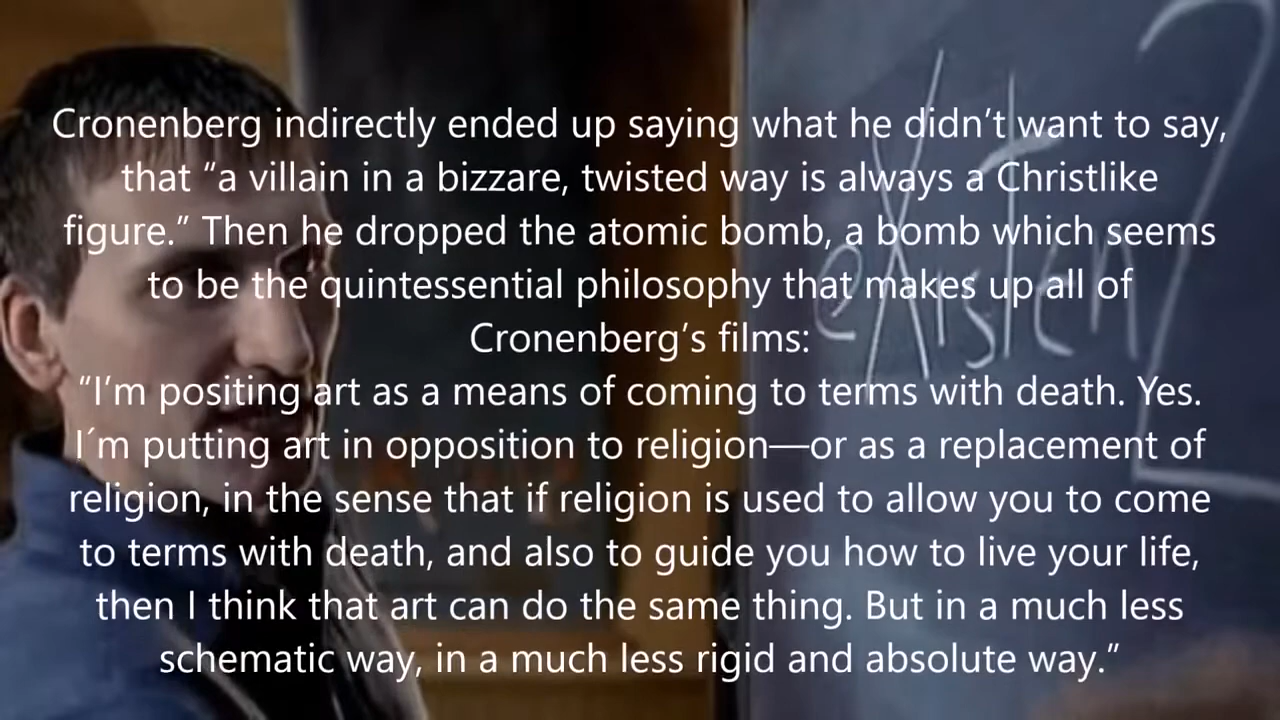 Cronenberg indirectly ended up saying what he didn’t want to say,
that “a villain in a bizzare, twisted way is always a Christlike
figure.” Then he dropped the atomic bomb, a bomb which seems
to be the quintessential philosophy that makes up all of
Cronenberg’s films:
“I’m positing art as a means of coming to terms with death. Yes.
I´m putting art in opposition to religion—or as a replacement of
religion, in the sense that if religion is used to allow you to come
to terms with death, and also to guide you how to live your life,
then I think that art can do the same thing. But in a much less
schematic way, in a much less rigid and absolute way.”
eXisten